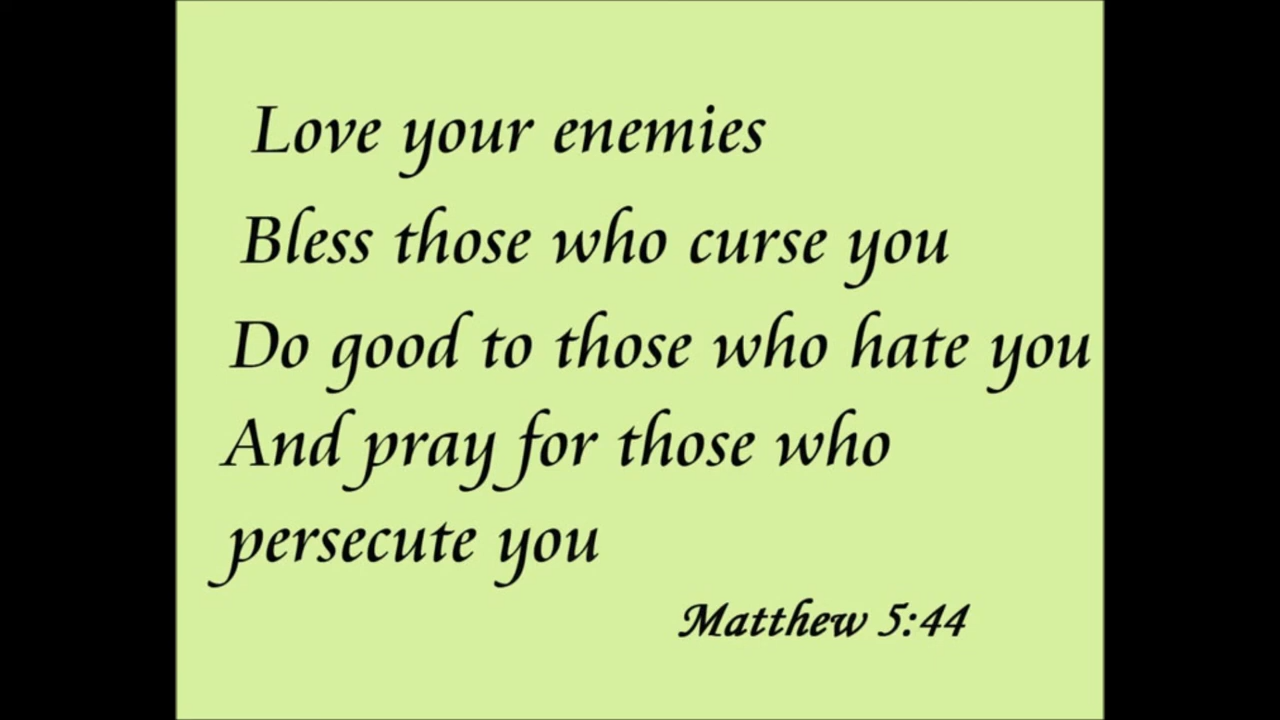 Love your enemies
Bless those who curse you
Do good to those who hate you
And pray for those who
persecute you
Matthew 5:44